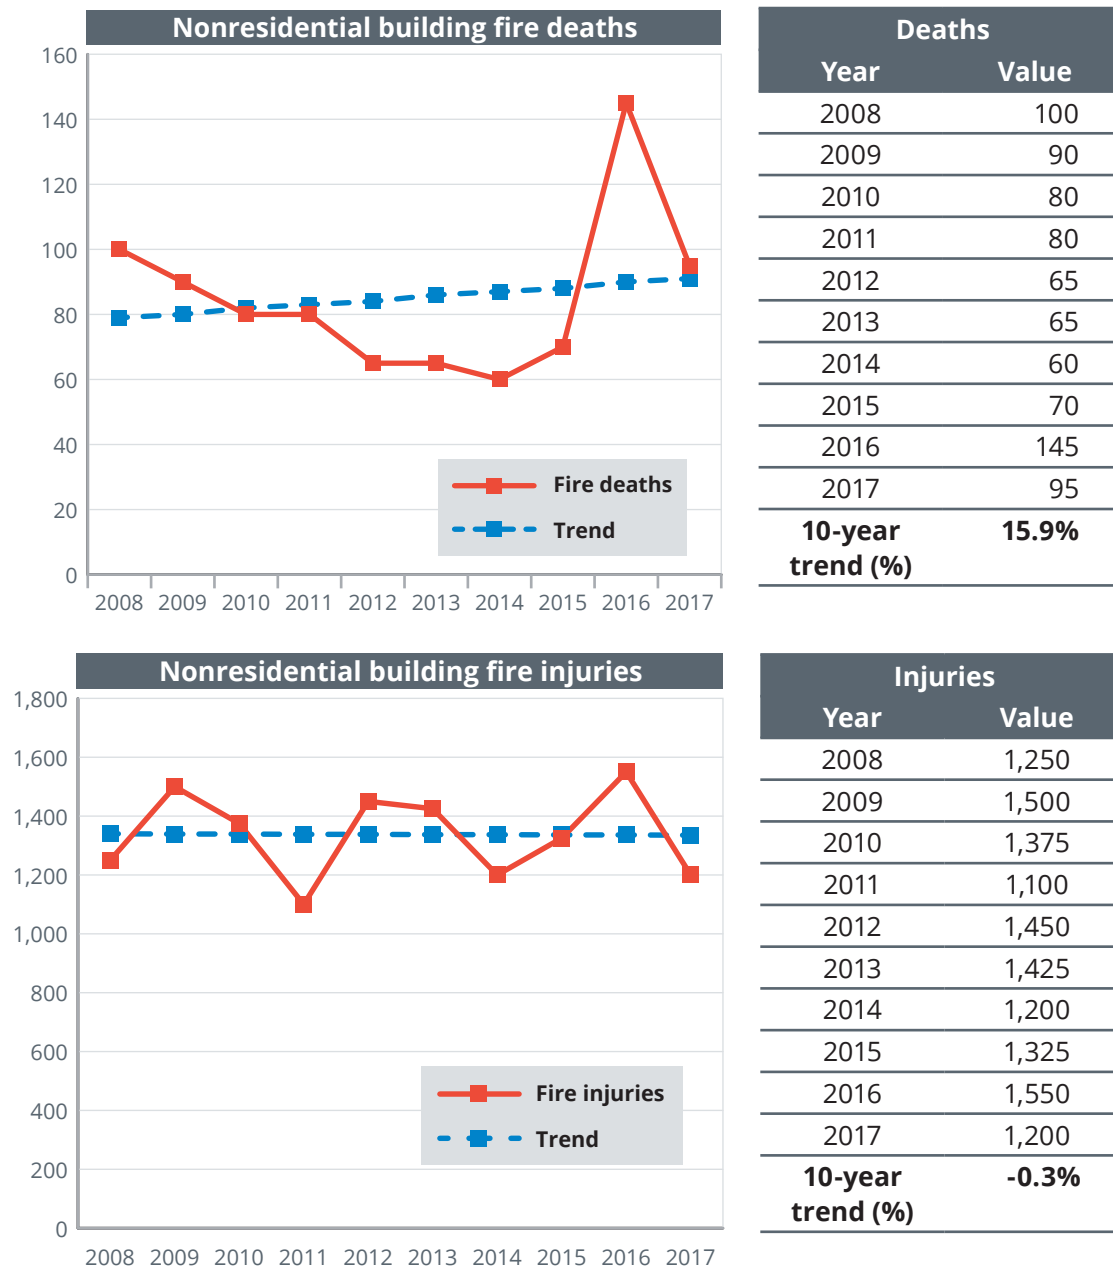 Nonresidential building fire deaths
160
140
120
100
80
60
40
20
0
2008 2009 2010 2011 2012 2013 2014 2015 2016 2017
Fire deaths
Trend
Deaths
Year Value
2008 100
2009 90
2010 80
2011 80
2012 65
2013 65
2014 60
2015 70
2016 145
2017 95
10-year 15.9%
trend (%)
Nonresidential building fire injuries
1,800
1,600
1,400
1,200
1,000
800
600
400
200
0
2008 2009 2010 2011 2012 2013 2014 2015 2016 2017
Fire injuries
Trend
Injuries
Year Value
2008 1,250
2009 1,500
2010 1,375
2011 1,100
2012 1,450
2013 1,425
2014 1,200
2015 1,325
2016 1,550
2017 1,200
10-year -0.3%
trend (%)